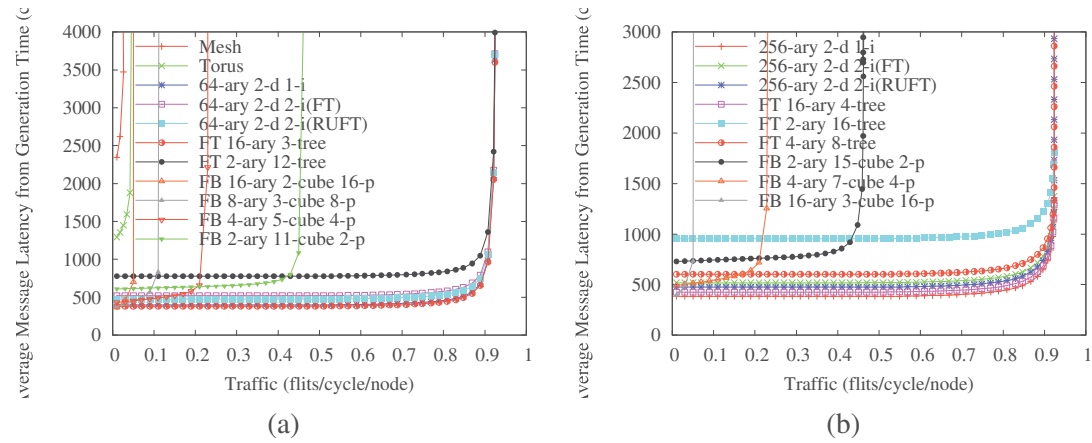 verage Message Latency from Generation Time (c
4000
3500
3000
2500
2000
1500
1000
500
0
Mesh
Torus
64-ary 2-d 1-i
64-ary 2-d 2-i(FT)
64-ary 2-d 2-i(RUFT)
FT 16-ary 3-tree
FT 2-ary 12-tree
FB 16-ary 2-cube 16-p
FB 8-ary 3-cube 8-p
FB 4-ary 5-cube 4-p
FB 2-ary 11-cube 2-p
0 0.1 0.2 0.3 0.4 0.5 0.6 0.7 0.8 0.9 1
Traffic (flits/cycle/node)
(a)
verage Message Latency from Generation Time (c
3000
2500
2000
1500
1000
500
0
256-ary 2-d 1-i
256-ary 2-d 2-i(FT)
256-ary 2-d 2-i(RUFT)
FT 16-ary 4-tree
FT 2-ary 16-tree
FT 4-ary 8-tree
FB 2-ary 15-cube 2-p
FB 4-ary 7-cube 4-p
FB 16-ary 3-cube 16-p
0 0.1 0.2 0.3 0.4 0.5 0.6 0.7 0.8 0.9 1
Traffic (flits/cycle/node)
(b)